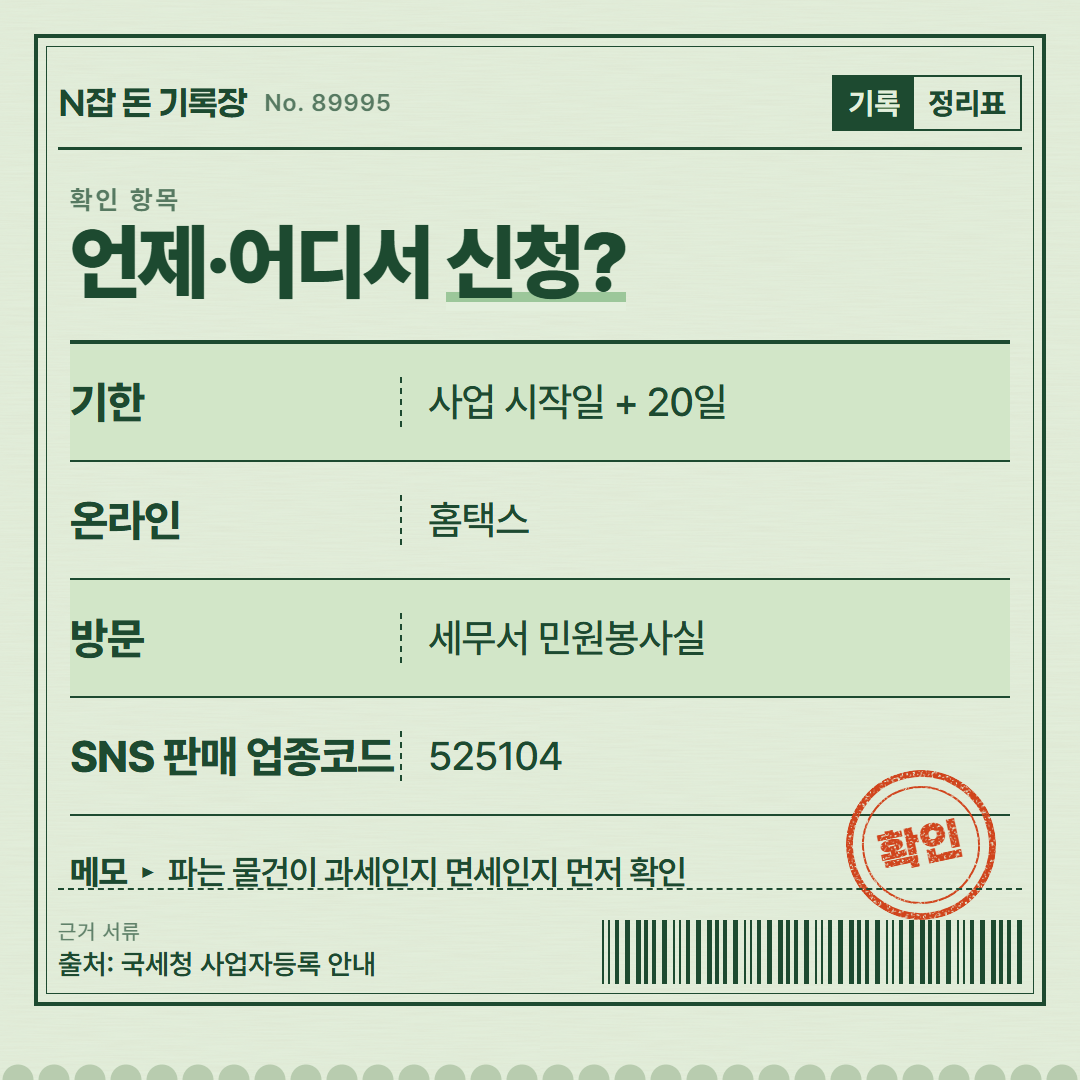 N잡 돈 기록장 No. 89995
기록 정리표
확인 항목
언제·어디서 신청?
기한 사업 시작일 + 20일
온라인 홈택스
방문 세무서 민원봉사실
SNS 판매 업종코드 525104
확인
메모 ▸ 파는 물건이 과세인지 면세인지 먼저 확인
근거 서류
출처: 국세청 사업자등록 안내